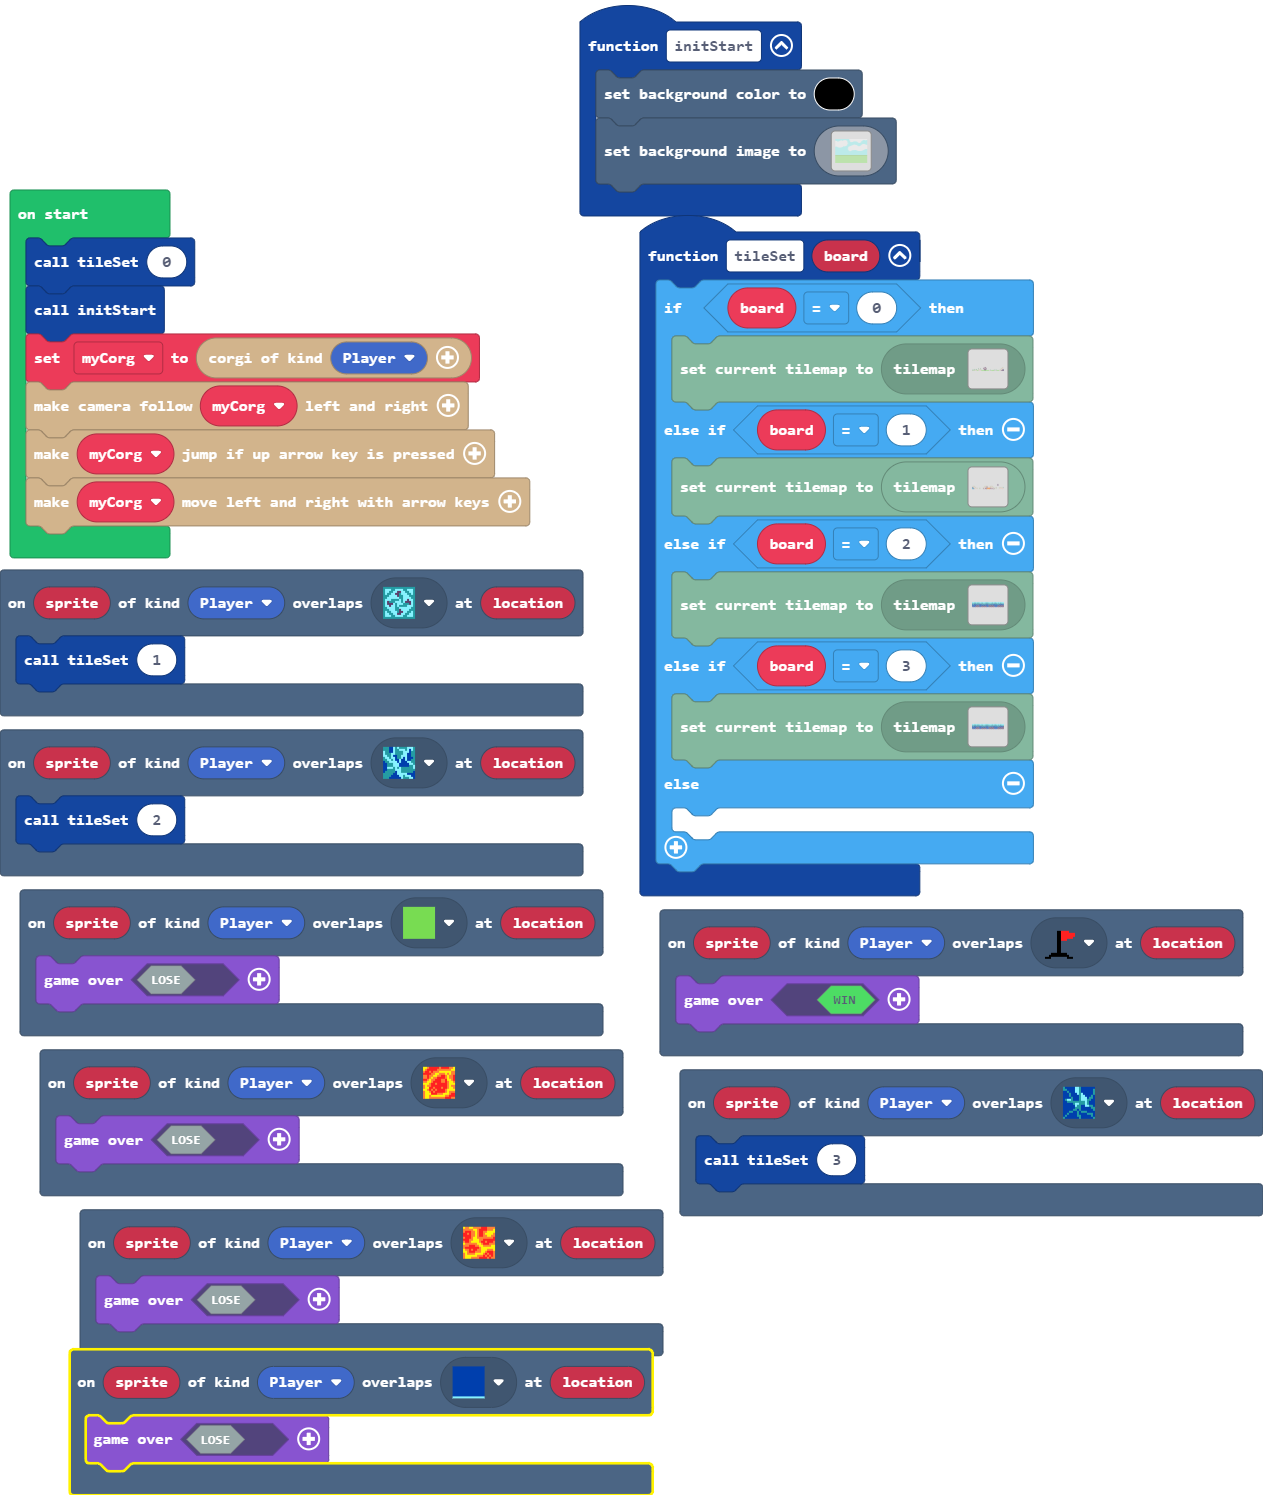 function initStart
set background color to
set background image to
on start
call tileSet 0
call initStart
set myCorg to corgi of kind Player
make camera follow myCorg left and right
make myCorg jump if up arrow key is pressed
make myCorg move left and right with arrow keys
function tileSet board
if board = 0 then
set current tilemap to tilemap
else if board = 1 then
set current tilemap to tilemap
else if board = 2 then
set current tilemap to tilemap
else if board = 3 then
set current tilemap to tilemap
else
on sprite of kind Player overlaps at location
call tileSet 1
on sprite of kind Player overlaps at location
call tileSet 2
on sprite of kind Player overlaps at location
game over LOSE
on sprite of kind Player overlaps at location
game over LOSE
on sprite of kind Player overlaps at location
game over LOSE
on sprite of kind Player overlaps at location
game over LOSE
on sprite of kind Player overlaps at location
game over WIN
on sprite of kind Player overlaps at location
call tileSet 3